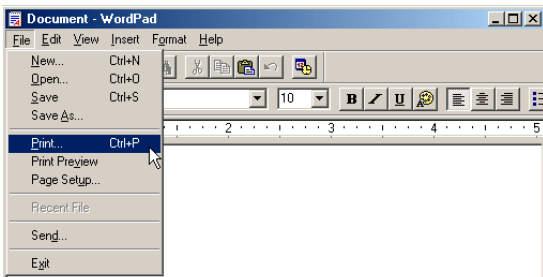 Document - WordPad
File Edit View Insert Format Help
New... Ctrl+N
Open... Ctrl+O
Save Ctrl+S
Save As...
10 B I U
2 3 4 5
Print... Ctrl+P
Print Preview
Page Setup...
Recent File
Send...
Exit